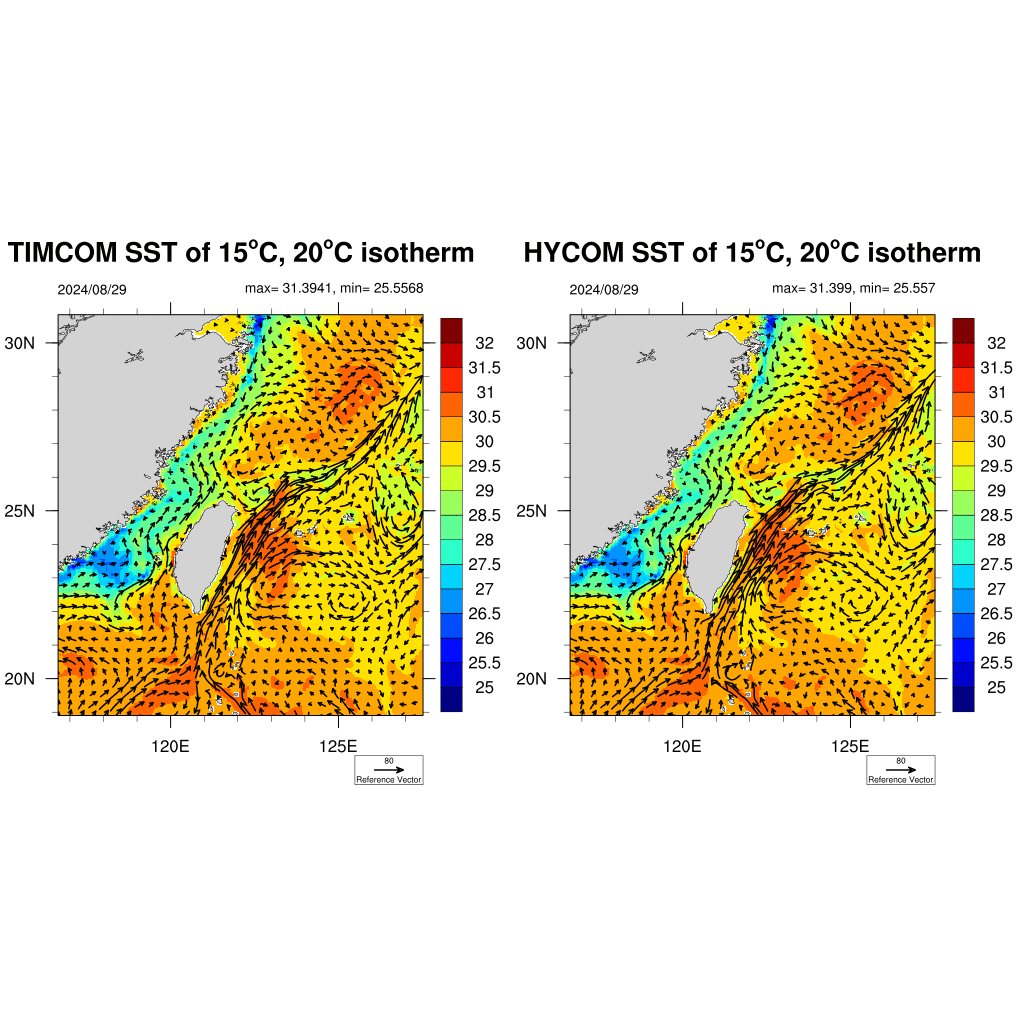 TIMCOM SST of 15°C, 20°C isotherm
2024/08/29
max= 31.3941, min= 25.5568
30N
25N
20N
120E
125E
32
31.5
31
30.5
30
29.5
29
28.5
28
27.5
27
26.5
26
25.5
25
80
Reference Vector
HYCOM SST of 15°C, 20°C isotherm
2024/08/29
max= 31.399, min= 25.557
30N
25N
20N
120E
125E
32
31.5
31
30.5
30
29.5
29
28.5
28
27.5
27
26.5
26
25.5
25
80
Reference Vector